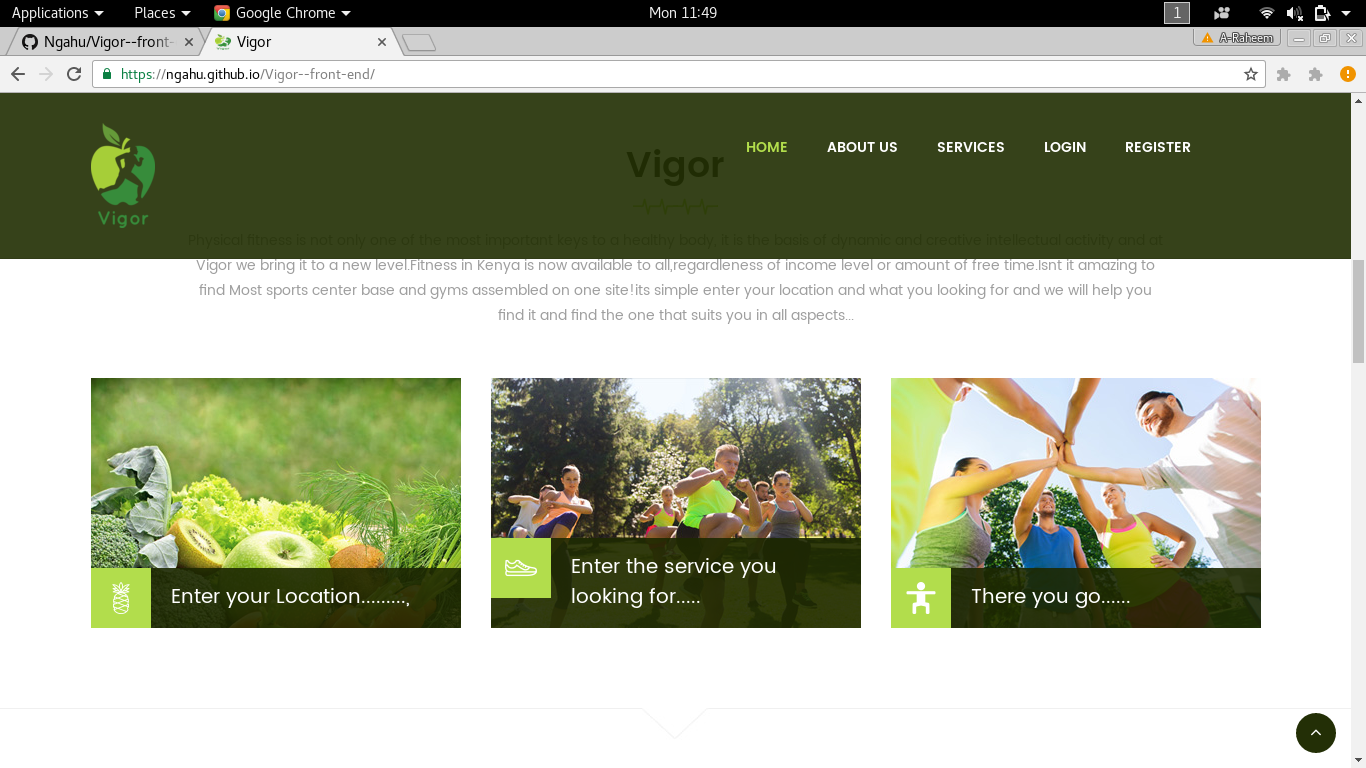 Applications Places Google Chrome Mon 11:49 1
Ngahu/Vigor--front- Vigor A-Raheem
https://ngahu.github.io/Vigor--front-end/
HOME ABOUT US SERVICES LOGIN REGISTER
Vigor
Vigor
Physical fitness is not only one of the most important keys to a healthy body, it is the basis of dynamic and creative intellectual activity and at
Vigor we bring it to a new level.Fitness in Kenya is now available to all,regardleness of income level or amount of free time.Isnt it amazing to
find Most sports center base and gyms assembled on one site!its simple enter your location and what you looking for and we will help you
find it and find the one that suits you in all aspects...
Enter your Location.........,
Enter the service you
looking for.....
There you go......